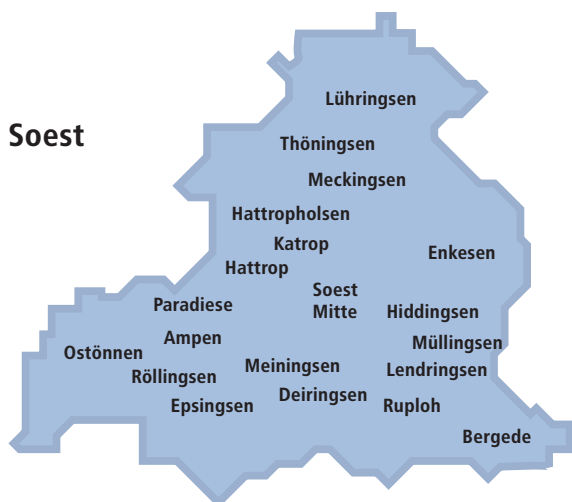 Soest
Lühringsen
Thöningsen
Meckingsen
Hattropholsen
Katrop
Enkesen
Hattrop
Soest
Mitte
Paradiese
Hiddingsen
Ampen
Müllingsen
Ostönnen
Meiningsen
Lendringsen
Röllingsen
Deiringsen
Epsingsen
Ruploh
Bergede